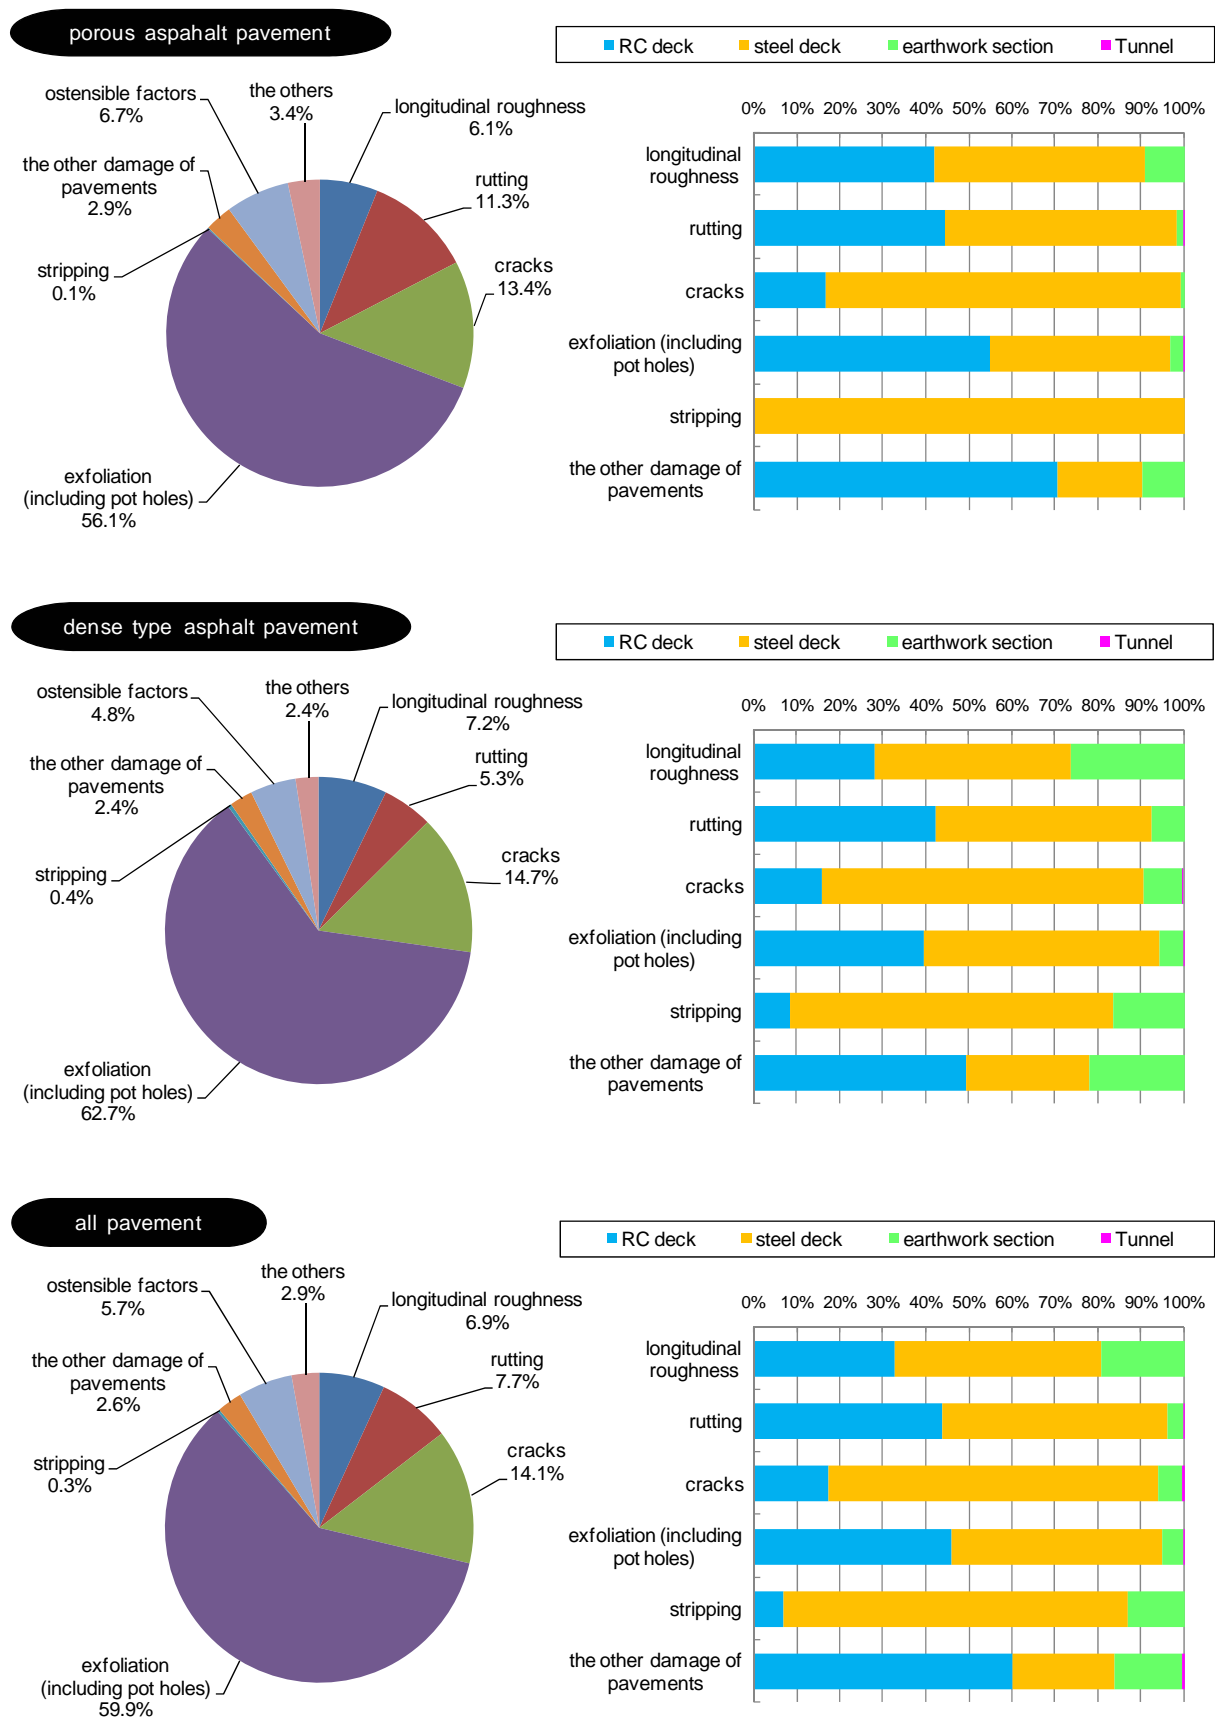 porous aspahalt pavement
RC deck steel deck earthwork section Tunnel
ostensible factors
6.7%
the others
3.4%
longitudinal roughness
6.1%
the other damage of
pavements
2.9%
rutting
11.3%
stripping
0.1%
cracks
13.4%
exfoliation
(including pot holes)
56.1%
0% 10% 20% 30% 40% 50% 60% 70% 80% 90% 100%
longitudinal
roughness
rutting
cracks
exfoliation (including
pot holes)
stripping
the other damage of
pavements
dense type asphalt pavement
RC deck steel deck earthwork section Tunnel
ostensible factors
4.8%
the others
2.4%
longitudinal roughness
7.2%
the other damage of
pavements
2.4%
rutting
5.3%
stripping
0.4%
cracks
14.7%
exfoliation
(including pot holes)
62.7%
0% 10% 20% 30% 40% 50% 60% 70% 80% 90% 100%
longitudinal
roughness
rutting
cracks
exfoliation (including
pot holes)
stripping
the other damage of
pavements
all pavement
RC deck steel deck earthwork section Tunnel
ostensible factors
5.7%
the others
2.9%
longitudinal roughness
6.9%
the other damage of
pavements
2.6%
rutting
7.7%
stripping
0.3%
cracks
14.1%
exfoliation
(including pot holes)
59.9%
0% 10% 20% 30% 40% 50% 60% 70% 80% 90% 100%
longitudinal
roughness
rutting
cracks
exfoliation (including
pot holes)
stripping
the other damage of
pavements